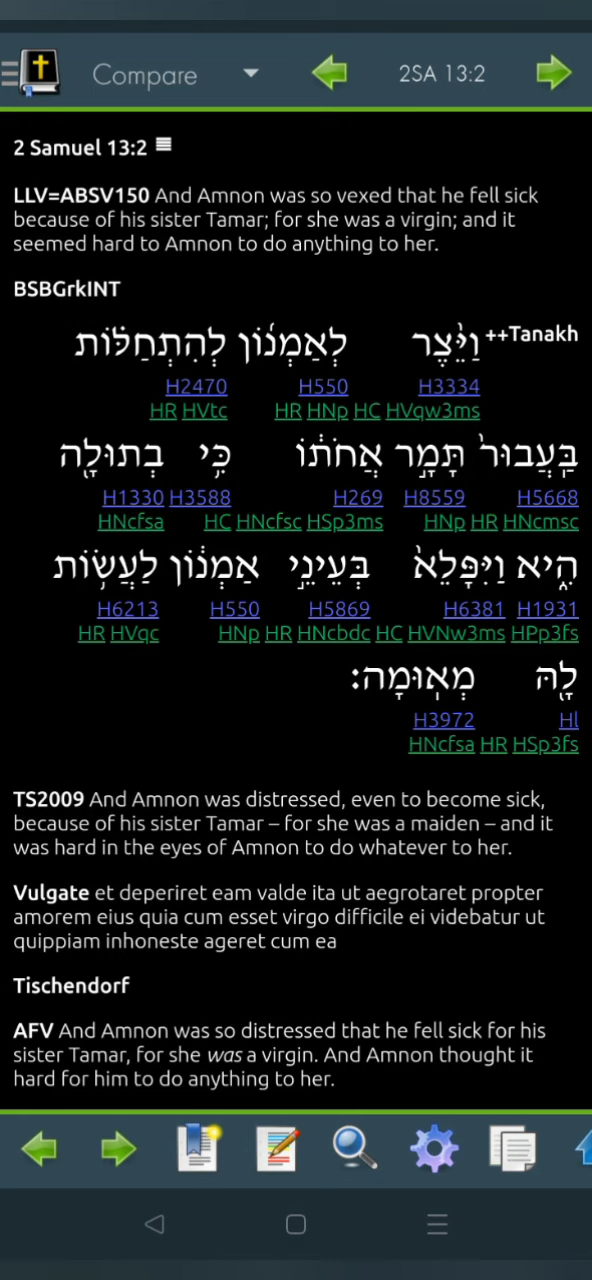 Compare
2SA 13:2
2 Samuel 13:2
LLV=ABSV150 And Amnon was so vexed that he fell sick
because of his sister Tamar; for she was a virgin; and it
seemed hard to Amnon to do anything to her.
BSBGrkINT
++Tanakh וַיֵּ֨צֶר לְאַמְנ֜וֹן לְהִתְחַלּ֗וֹת
H3334 H550 H2470
HC HVqw3ms HR HNp HR HVtc
בַּֽעֲבוּר֙ תָּמָ֣ר אֲחֹת֔וֹ כִּ֥י בְתוּלָ֖ה
H5668 H8559 H269 H3588 H1330
HR HNcmsc HNp HNcfsc HSp3ms HC HNcfsa
הִ֑יא וַיִּפָּלֵא֙ בְּעֵינֵ֣י אַמְנ֔וֹן לַעֲשׂ֥וֹת
H1931 H6381 H5869 H550 H6213
HPp3fs HC HVNw3ms HR HNcbdc HNp HR HVqc
לָ֖הּ מְאֽוּמָה׃
Hl H3972
HR HSp3fs HNcfsa
TS2009 And Amnon was distressed, even to become sick,
because of his sister Tamar – for she was a maiden – and it
was hard in the eyes of Amnon to do whatever to her.
Vulgate et deperiret eam valde ita ut aegrotaret propter
amorem eius quia cum esset virgo difficile ei videbatur ut
quippiam inhoneste ageret cum ea
Tischendorf
AFV And Amnon was so distressed that he fell sick for his
sister Tamar, for she was a virgin. And Amnon thought it
hard for him to do anything to her.